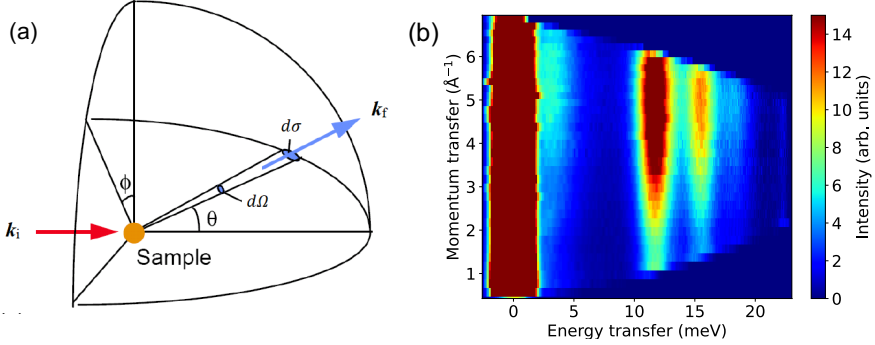 (a)
k_i
Sample
ϕ
θ
dσ
dΩ
k_f
(b)
Momentum transfer (Å⁻¹)
6
5
4
3
2
1
0
5
10
15
20
Energy transfer (meV)
14
12
10
8
6
4
2
0
Intensity (arb. units)